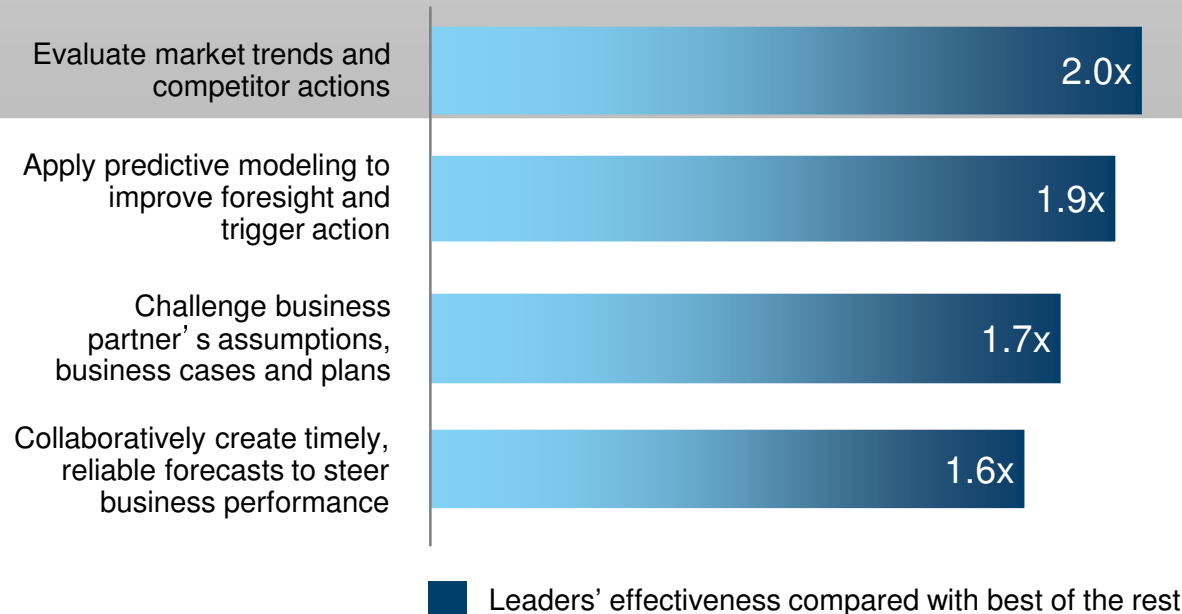 Evaluate market trends and
competitor actions
2.0x
Apply predictive modeling to
improve foresight and
trigger action
1.9x
Challenge business
partner’ s assumptions,
business cases and plans
1.7x
Collaboratively create timely,
reliable forecasts to steer
business performance
1.6x
Leaders’ effectiveness compared with best of the rest